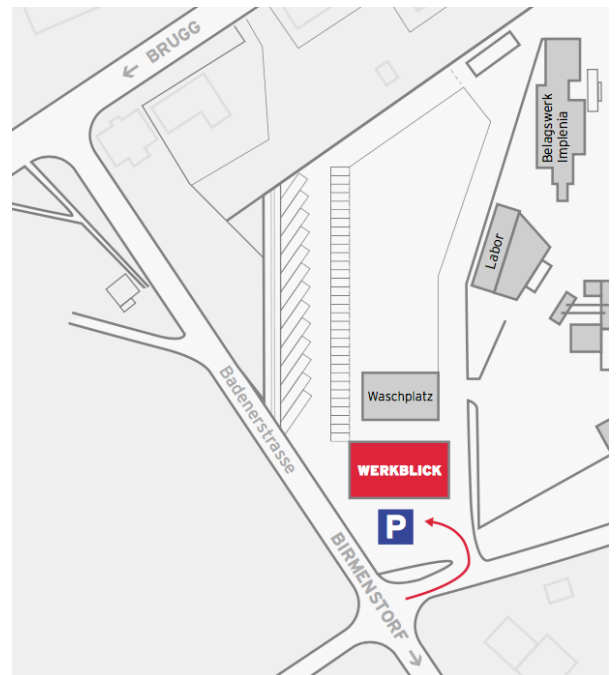 ← BRUGG
Belagswerk
Implenia
Labor
Waschplatz
Badenerstrasse
WERKBLICK
P
BIRMENSTORF →